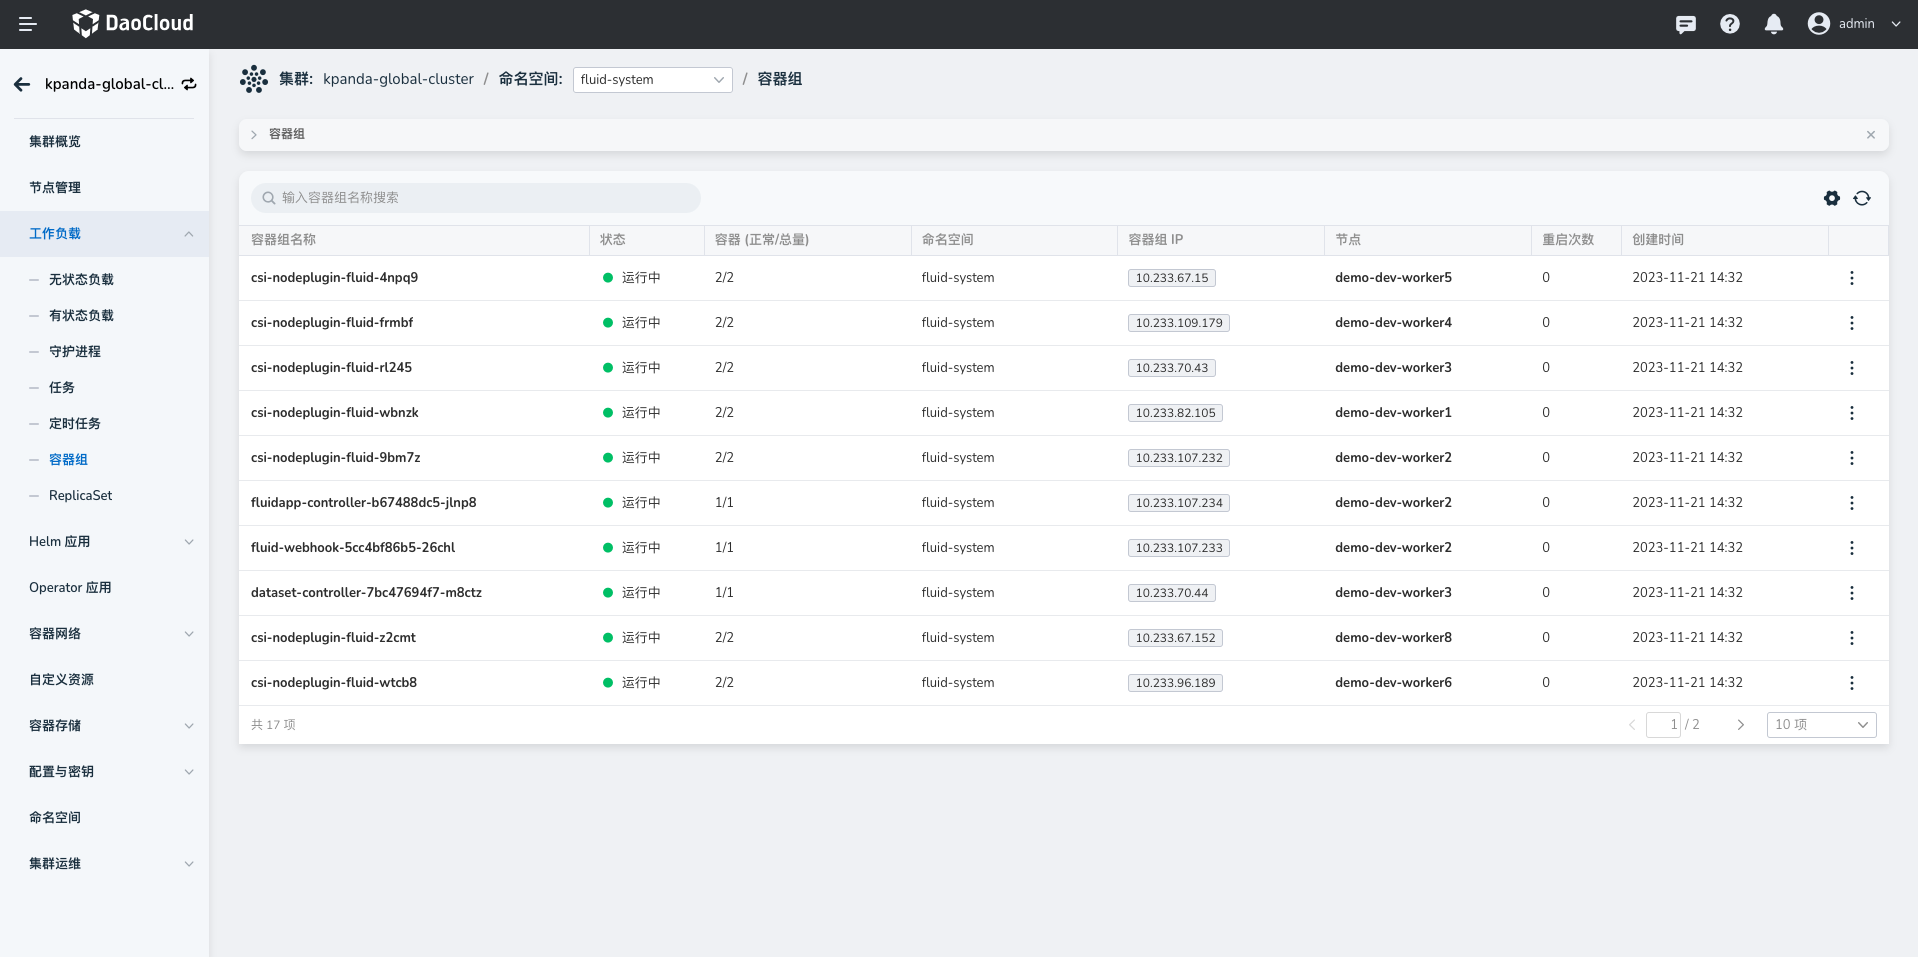 DaoCloud
admin
kpanda-global-cl...
集群: kpanda-global-cluster / 命名空间: fluid-system / 容器组
集群概览
节点管理
工作负载
无状态负载
有状态负载
守护进程
任务
定时任务
容器组
ReplicaSet
Helm 应用
Operator 应用
容器网络
自定义资源
容器存储
配置与密钥
命名空间
集群运维
容器组
输入容器组名称搜索
容器组名称 状态 容器 (正常/总量) 命名空间 容器组 IP 节点 重启次数 创建时间
csi-nodeplugin-fluid-4npq9 运行中 2/2 fluid-system 10.233.67.15 demo-dev-worker5 0 2023-11-21 14:32
csi-nodeplugin-fluid-frmbf 运行中 2/2 fluid-system 10.233.109.179 demo-dev-worker4 0 2023-11-21 14:32
csi-nodeplugin-fluid-rl245 运行中 2/2 fluid-system 10.233.70.43 demo-dev-worker3 0 2023-11-21 14:32
csi-nodeplugin-fluid-wbnzk 运行中 2/2 fluid-system 10.233.82.105 demo-dev-worker1 0 2023-11-21 14:32
csi-nodeplugin-fluid-9bm7z 运行中 2/2 fluid-system 10.233.107.232 demo-dev-worker2 0 2023-11-21 14:32
fluidapp-controller-b67488dc5-jlnp8 运行中 1/1 fluid-system 10.233.107.234 demo-dev-worker2 0 2023-11-21 14:32
fluid-webhook-5cc4bf86b5-26chl 运行中 1/1 fluid-system 10.233.107.233 demo-dev-worker2 0 2023-11-21 14:32
dataset-controller-7bc47694f7-m8ctz 运行中 1/1 fluid-system 10.233.70.44 demo-dev-worker3 0 2023-11-21 14:32
csi-nodeplugin-fluid-z2cmt 运行中 2/2 fluid-system 10.233.67.152 demo-dev-worker8 0 2023-11-21 14:32
csi-nodeplugin-fluid-wtcb8 运行中 2/2 fluid-system 10.233.96.189 demo-dev-worker6 0 2023-11-21 14:32
共 17 项 1 / 2 10 项